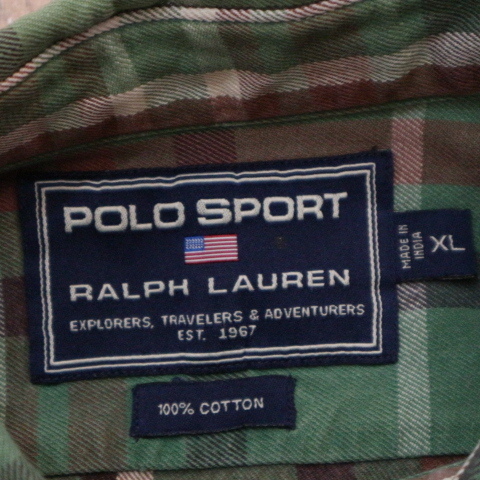 POLO SPORT
RALPH LAUREN
EXPLORERS, TRAVELERS & ADVENTURERS
EST. 1967
MADE IN
INDIA
XL
100% COTTON